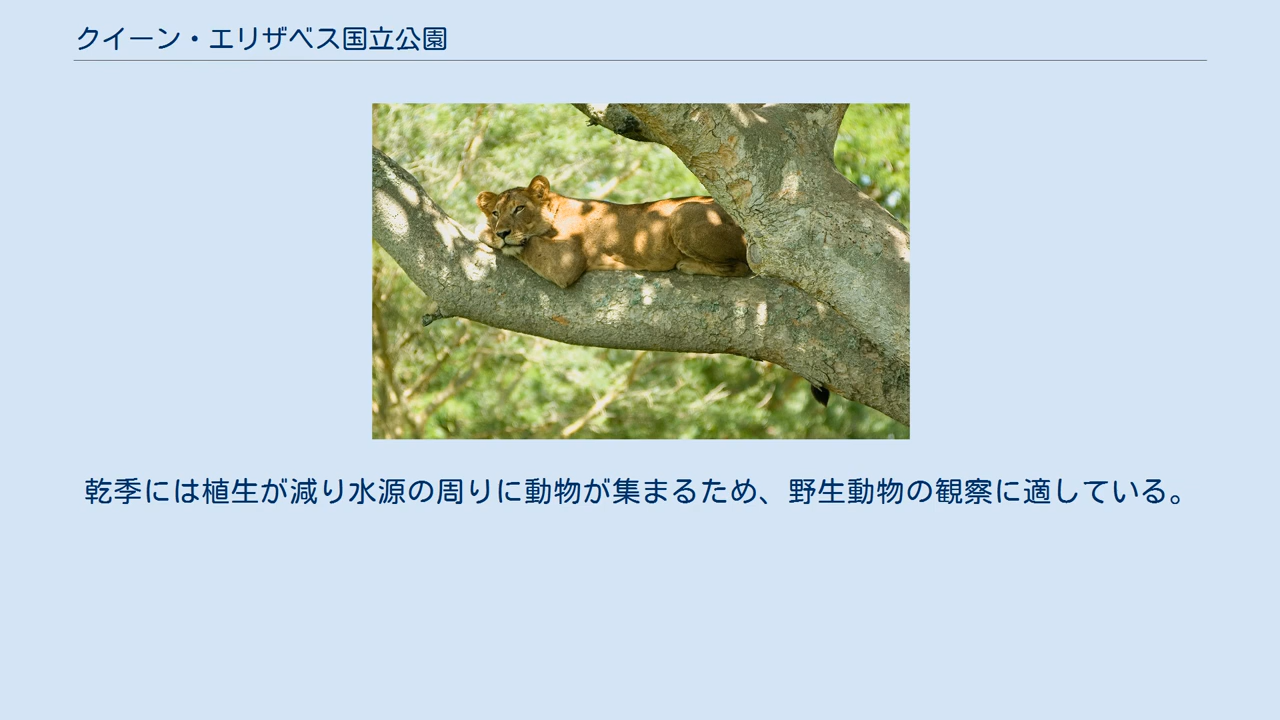 クイーン・エリザベス国立公園
乾季には植生が減り水源の周りに動物が集まるため、野生動物の観察に適している。